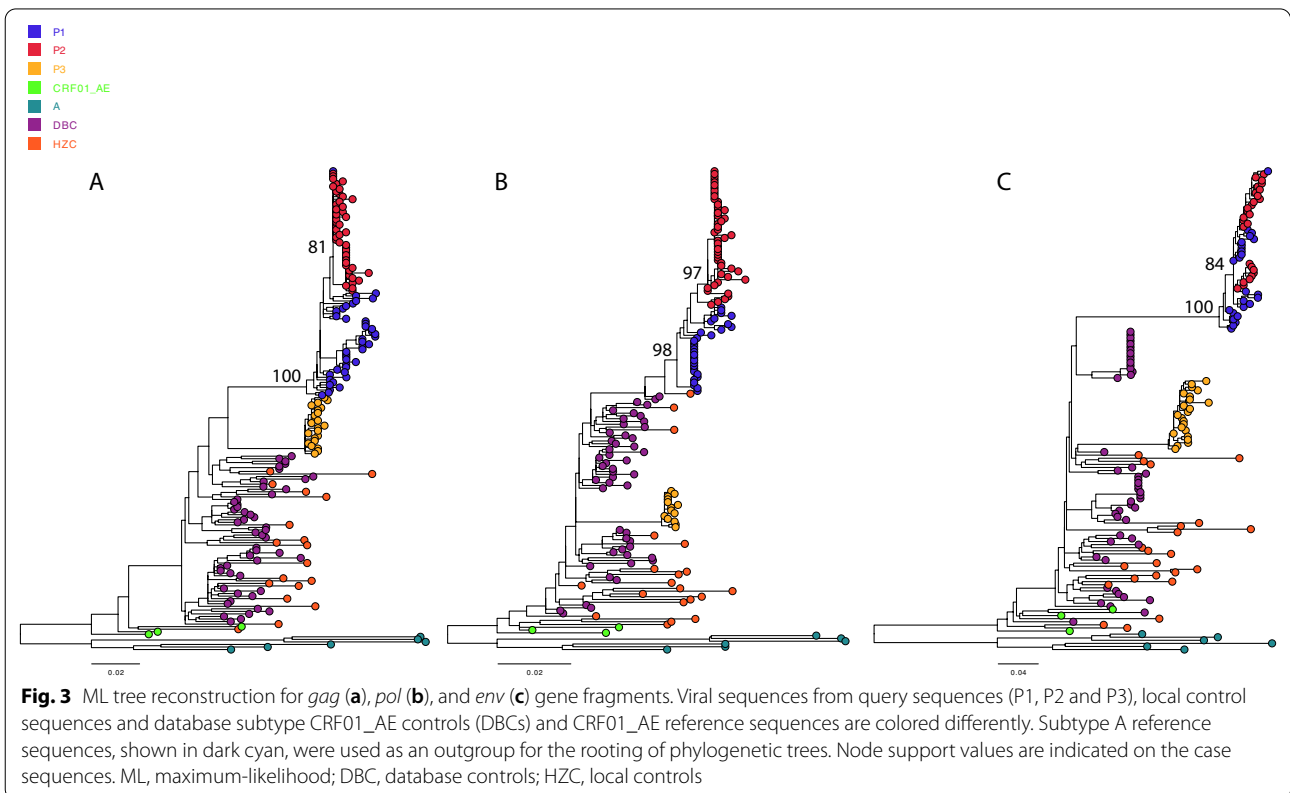 P1
P2
P3
CRF01_AE
A
DBC
HZC
A
B
C
81
100
97
98
84
100
0.02
0.02
0.04
Fig. 3 ML tree reconstruction for gag (a), pol (b), and env (c) gene fragments. Viral sequences from query sequences (P1, P2 and P3), local control
sequences and database subtype CRF01_AE controls (DBCs) and CRF01_AE reference sequences are colored differently. Subtype A reference
sequences, shown in dark cyan, were used as an outgroup for the rooting of phylogenetic trees. Node support values are indicated on the case
sequences. ML, maximum-likelihood; DBC, database controls; HZC, local controls